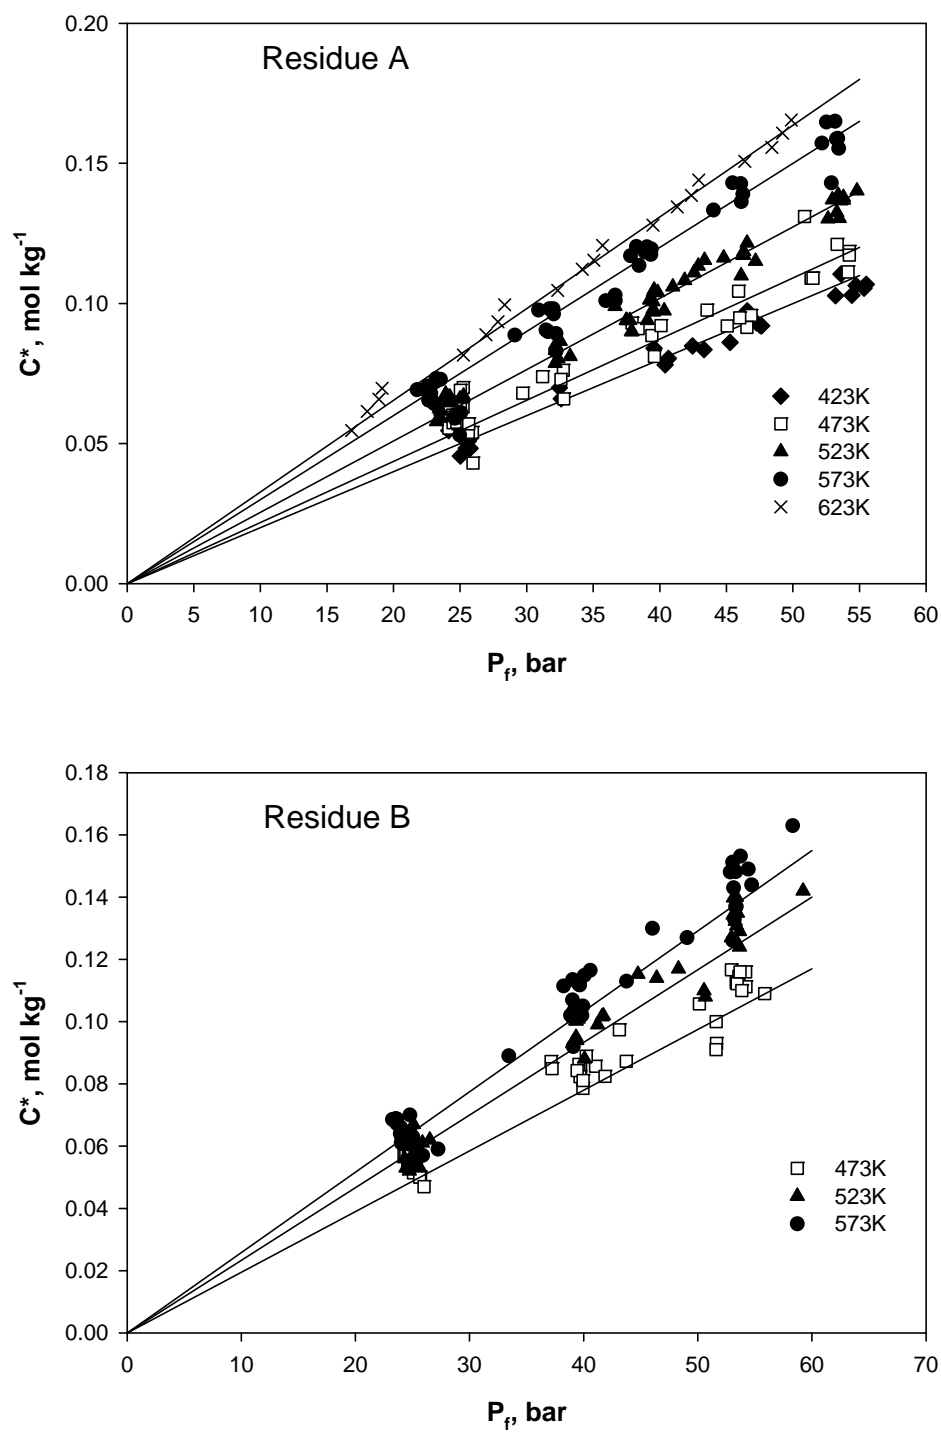 Residue A
0.20
0.15
0.10
0.05
0.00
C*, mol kg-1
423K
473K
523K
573K
623K
0 5 10 15 20 25 30 35 40 45 50 55 60
Pf, bar
Residue B
0.18
0.16
0.14
0.12
0.10
0.08
0.06
0.04
0.02
0.00
C*, mol kg-1
473K
523K
573K
0 10 20 30 40 50 60 70
Pf, bar